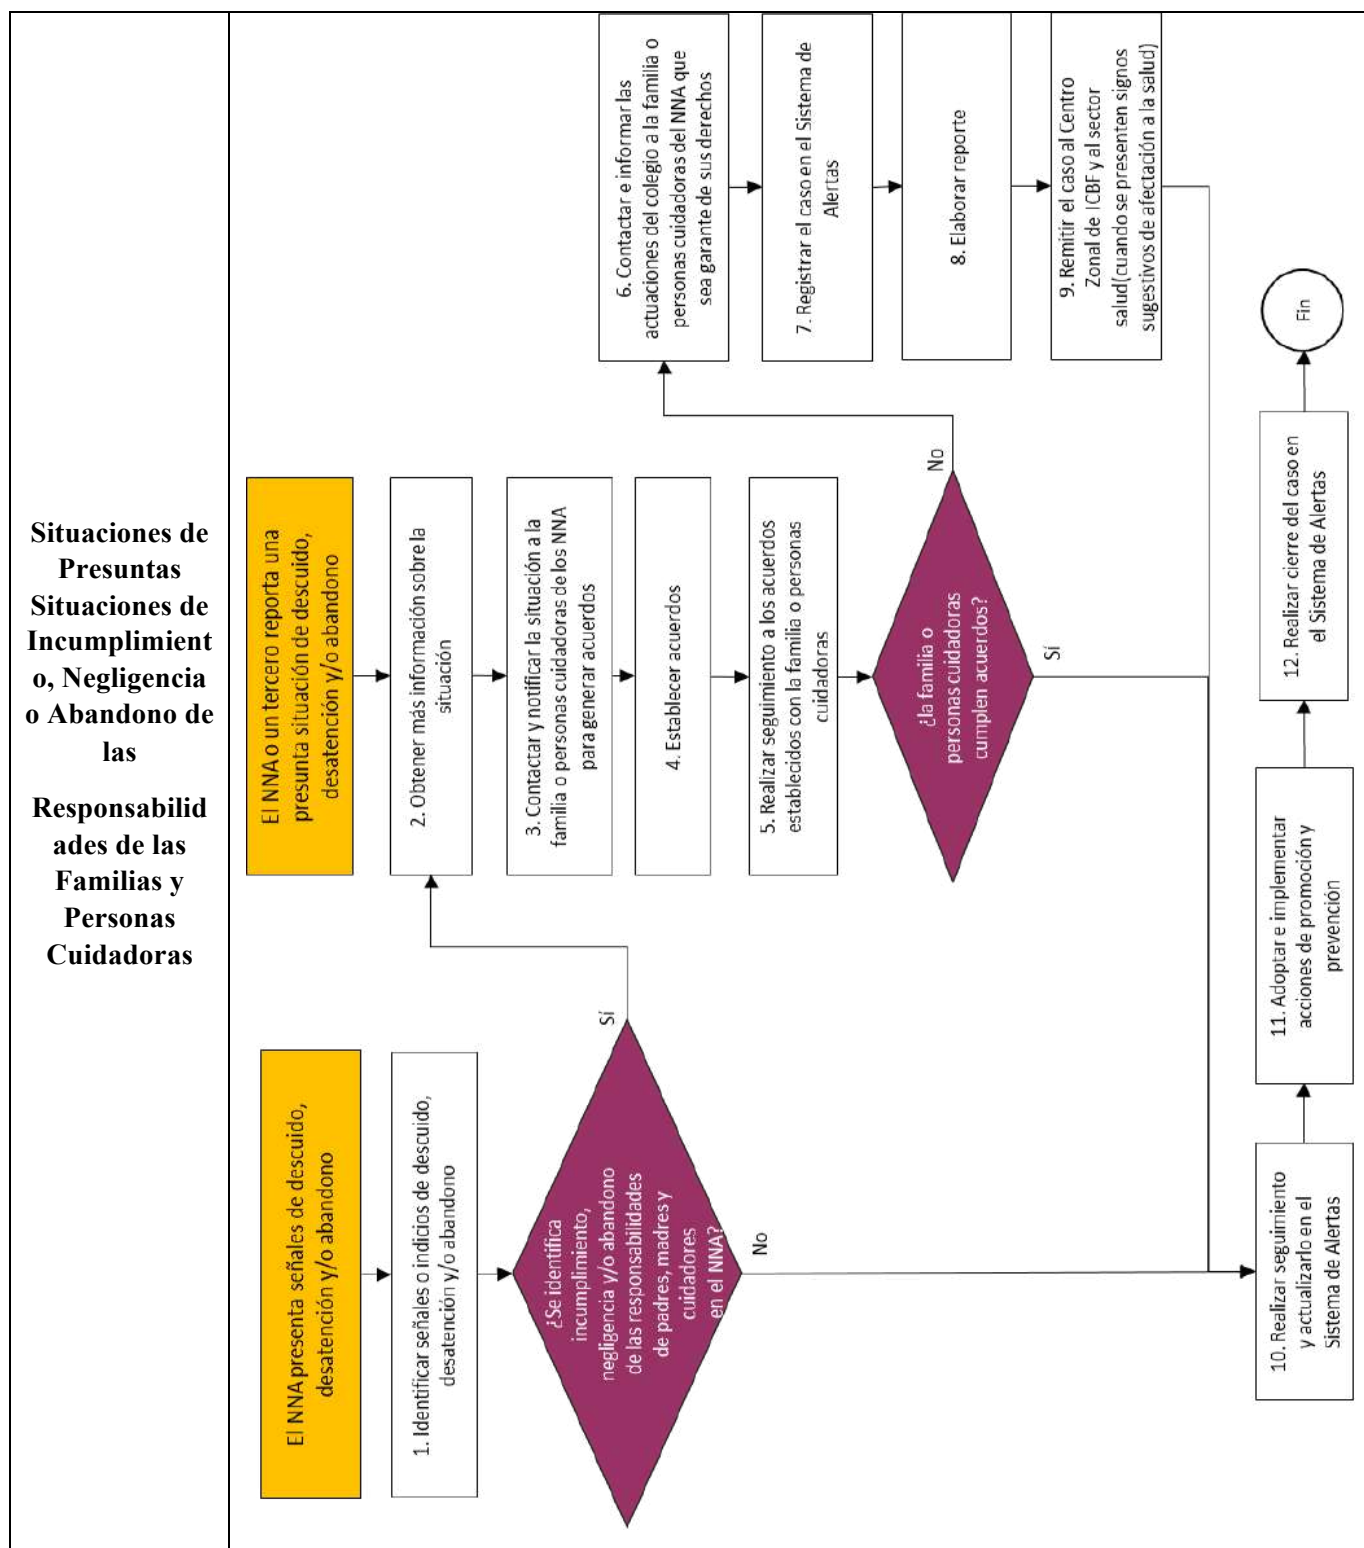 Situaciones de
Presuntas
Situaciones de
Incumplimient
o, Negligencia
o Abandono de
las
Responsabilid
ades de las
Familias y
Personas
Cuidadoras
El NNA presenta señales de descuido,
desatención y/o abandono
1. Identificar señales o indicios de descuido,
desatención y/o abandono
¿Se identifica
incumplimiento,
negligencia y/o abandono
de las responsabilidades
de padres, madres y
cuidadores
en el NNA?
Sí
No
El NNA o un tercero reporta una
presunta situación de descuido,
desatención y/o abandono
2. Obtener más información sobre la
situación
3. Contactar y notificar la situación a la
familia o personas cuidadoras de los NNA
para generar acuerdos
4. Establecer acuerdos
5. Realizar seguimiento a los acuerdos
establecidos con la familia o personas
cuidadoras
¿la familia o
personas cuidadoras
cumplen acuerdos?
No
Sí
6. Contactar e informar las
actuaciones del colegio a la familia o
personas cuidadoras del NNA que
sea garante de sus derechos
7. Registrar el caso en el Sistema de
Alertas
8. Elaborar reporte
9. Remitir el caso al Centro
Zonal de ICBF y al sector
salud(cuando se presenten signos
sugestivos de afectación a la salud)
10. Realizar seguimiento
y actualizarlo en el
Sistema de Alertas
11. Adoptar e implementar
acciones de promoción y
prevención
12. Realizar cierre del caso en
el Sistema de Alertas
Fin